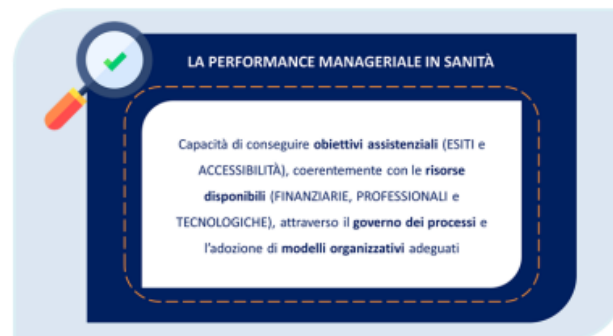 LA PERFORMANCE MANAGERIALE IN SANITÀ
Capacità di conseguire obiettivi assistenziali (ESITI e
ACCESSIBILITÀ), coerentemente con le risorse
disponibili (FINANZIARIE, PROFESSIONALI e
TECNOLOGICHE), attraverso il governo dei processi e
l'adozione di modelli organizzativi adeguati